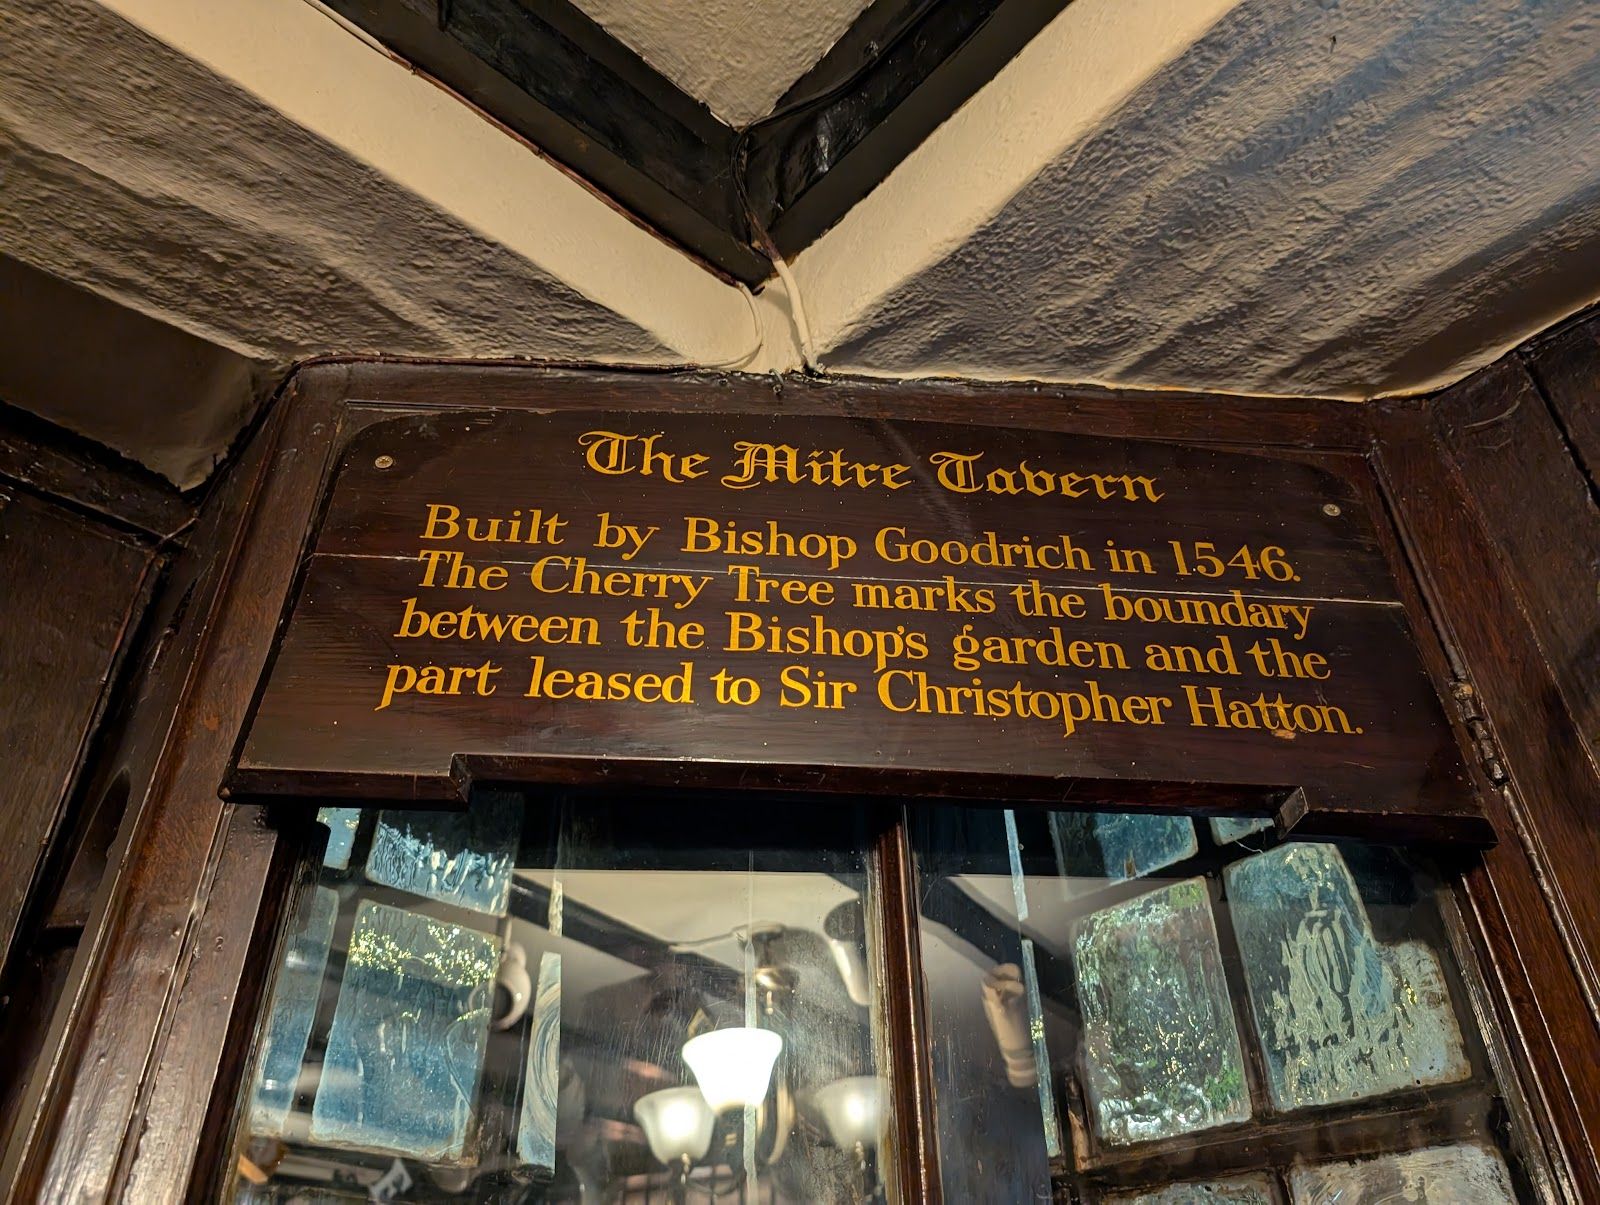 The Mitre Tavern
Built by Bishop Goodrich in 1546.
The Cherry Tree marks the boundary
between the Bishop's garden and the
part leased to Sir Christopher Hatton.